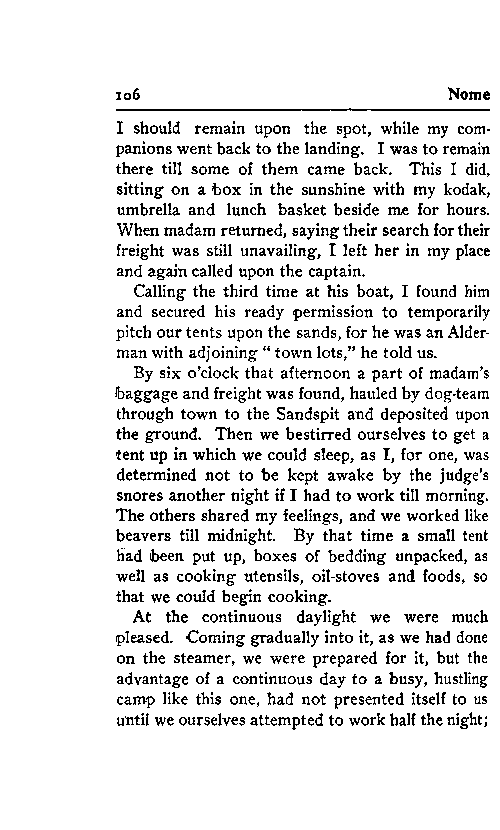 106 Nome
I should remain upon the spot, while my com-
panions went back to the landing. I was to remain
there till some of them came back. This I did,
sitting on a box in the sunshine with my kodak,
umbrella and lunch basket beside me for hours.
When madam returned, saying their search for their
freight was still unavailing, I left her in my place
and again called upon the captain.
Calling the third time at his boat, I found him
and secured his ready permission to temporarily
pitch our tents upon the sands, for he was an Alder-
man with adjoining “ town lots,” he told us.
By six o'clock that afternoon a part of madam's
baggage and freight was found, hauled by dog-team
through town to the Sandspit and deposited upon
the ground. Then we bestirred ourselves to get a
tent up in which we could sleep, as I, for one, was
determined not to be kept awake by the judge's
snores another night if I had to work till morning.
The others shared my feelings, and we worked like
beavers till midnight. By that time a small tent
had been put up, boxes of bedding unpacked, as
well as cooking utensils, oil-stoves and foods, so
that we could begin cooking.
At the continuous daylight we were much
pleased. Coming gradually into it, as we had done
on the steamer, we were prepared for it, but the
advantage of a continuous day to a busy, hustling
camp like this one, had not presented itself to us
until we ourselves attempted to work half the night;